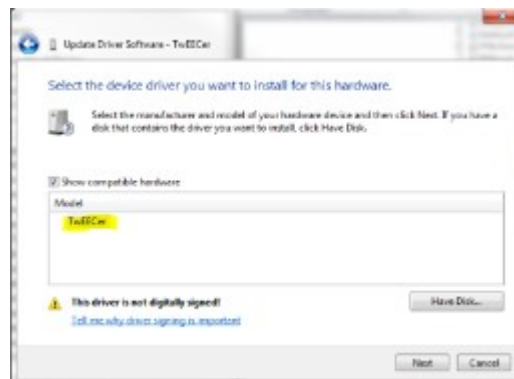 Update Driver Software - TwEECer
Select the device driver you want to install for this hardware.
Select the manufacturer and model of your hardware device and then click Next. If you have a
disk that contains the driver you want to install, click Have Disk.
Show compatible hardware
Model
TwEECer
This driver is not digitally signed!
Have Disk...
Tell me why driver signing is important
Next
Cancel